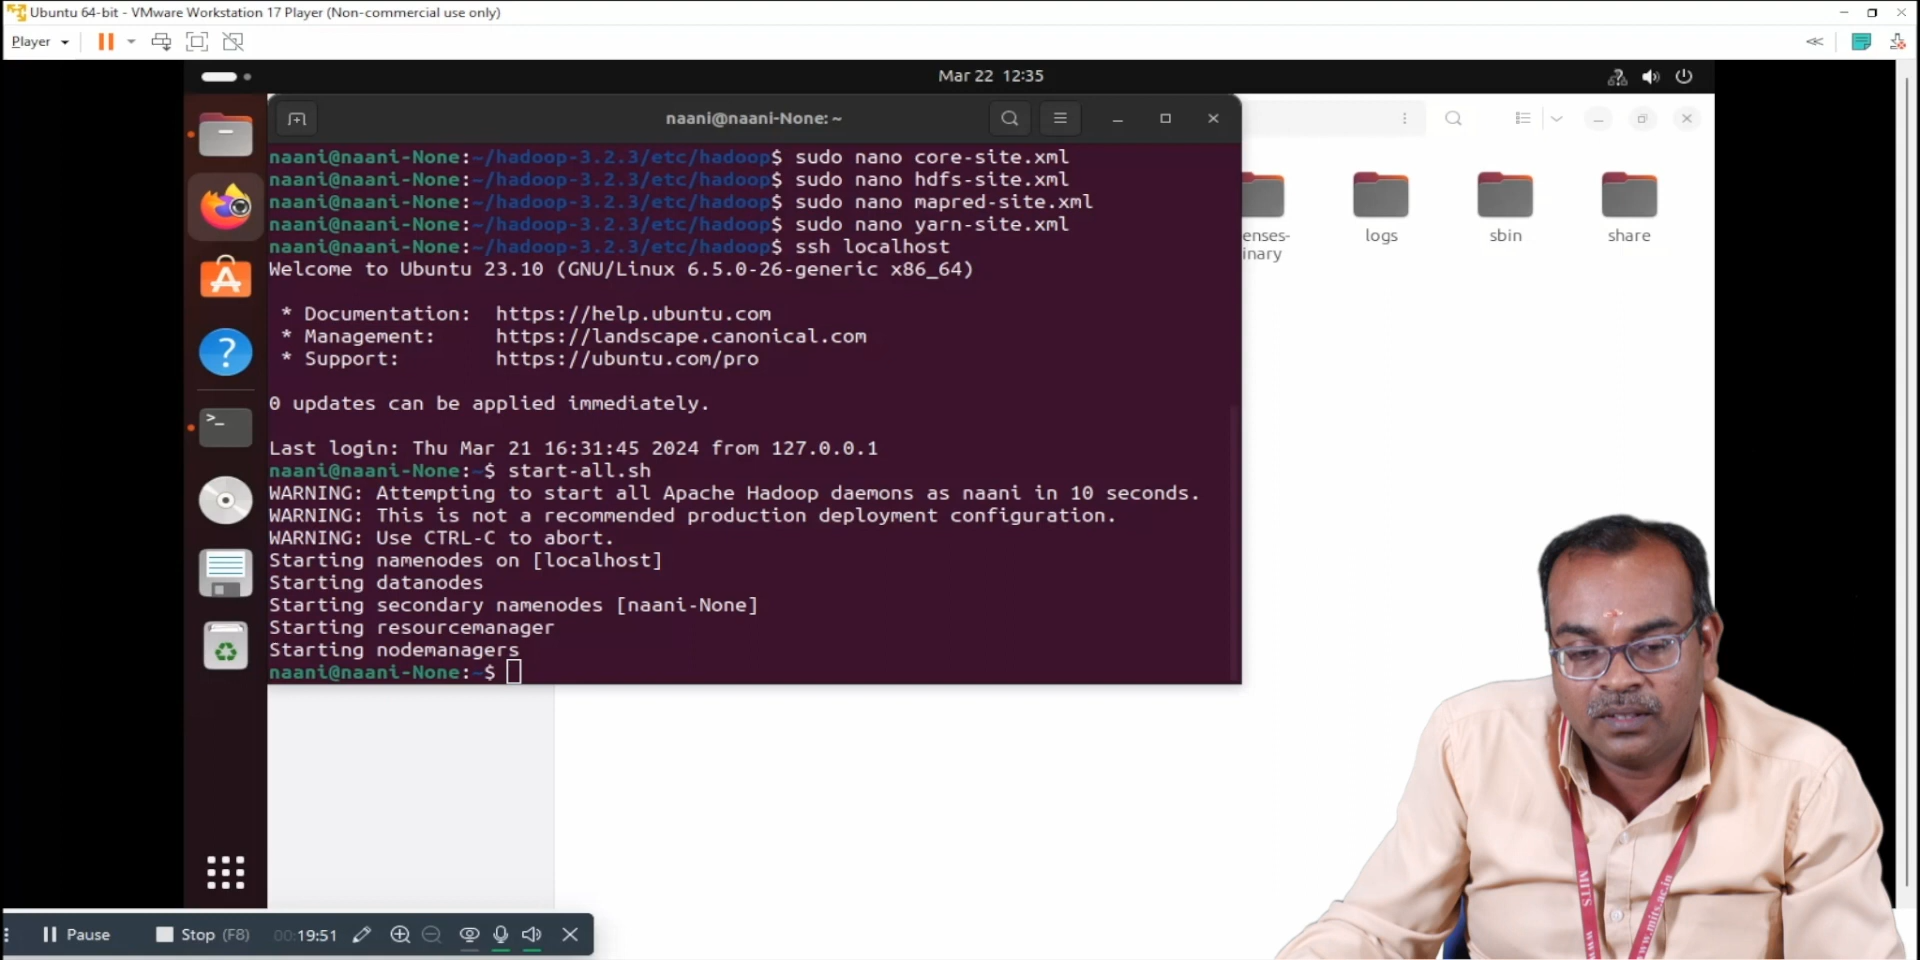 Ubuntu 64-bit - VMware Workstation 17 Player (Non-commercial use only)
Player
Mar 22 12:35
naani@naani-None: ~
naani@naani-None:~/hadoop-3.2.3/etc/hadoop$ sudo nano core-site.xml
naani@naani-None:~/hadoop-3.2.3/etc/hadoop$ sudo nano hdfs-site.xml
naani@naani-None:~/hadoop-3.2.3/etc/hadoop$ sudo nano mapred-site.xml
naani@naani-None:~/hadoop-3.2.3/etc/hadoop$ sudo nano yarn-site.xml
naani@naani-None:~/hadoop-3.2.3/etc/hadoop$ ssh localhost
Welcome to Ubuntu 23.10 (GNU/Linux 6.5.0-26-generic x86_64)
* Documentation: https://help.ubuntu.com
* Management: https://landscape.canonical.com
* Support: https://ubuntu.com/pro
0 updates can be applied immediately.
Last login: Thu Mar 21 16:31:45 2024 from 127.0.0.1
naani@naani-None:~$ start-all.sh
WARNING: Attempting to start all Apache Hadoop daemons as naani in 10 seconds.
WARNING: This is not a recommended production deployment configuration.
WARNING: Use CTRL-C to abort.
Starting namenodes on [localhost]
Starting datanodes
Starting secondary namenodes [naani-None]
Starting resourcemanager
Starting nodemanagers
naani@naani-None:~$
enses-
inary
logs
sbin
share
Pause
Stop (F8)
00:19:51
MITS
www.mits.ac.in